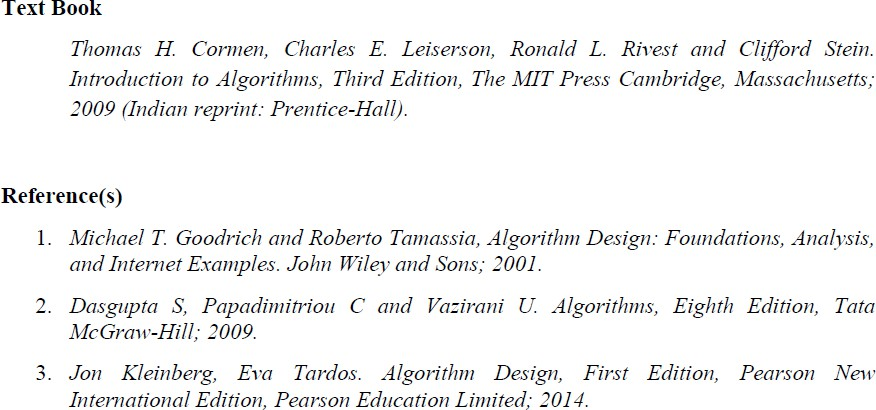 Text Book
Thomas H. Cormen, Charles E. Leiserson, Ronald L. Rivest and Clifford Stein.
Introduction to Algorithms, Third Edition, The MIT Press Cambridge, Massachusetts;
2009 (Indian reprint: Prentice-Hall).
Reference(s)
1. Michael T. Goodrich and Roberto Tamassia, Algorithm Design: Foundations, Analysis,
and Internet Examples. John Wiley and Sons; 2001.
2. Dasgupta S, Papadimitriou C and Vazirani U. Algorithms, Eighth Edition, Tata
McGraw-Hill; 2009.
3. Jon Kleinberg, Eva Tardos. Algorithm Design, First Edition, Pearson New
International Edition, Pearson Education Limited; 2014.